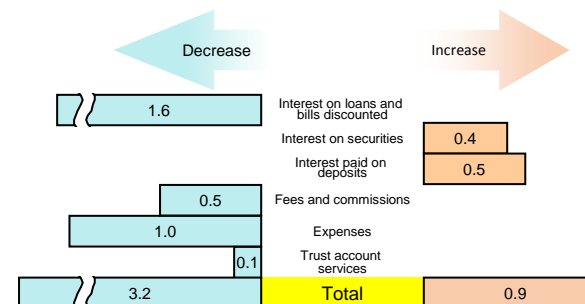 Decrease
Increase
1.6
Interest on loans and
bills discounted
Interest on securities
0.4
Interest paid on
deposits
0.5
0.5
Fees and commissions
1.0
Expenses
0.1
Trust account
services
3.2
Total
0.9